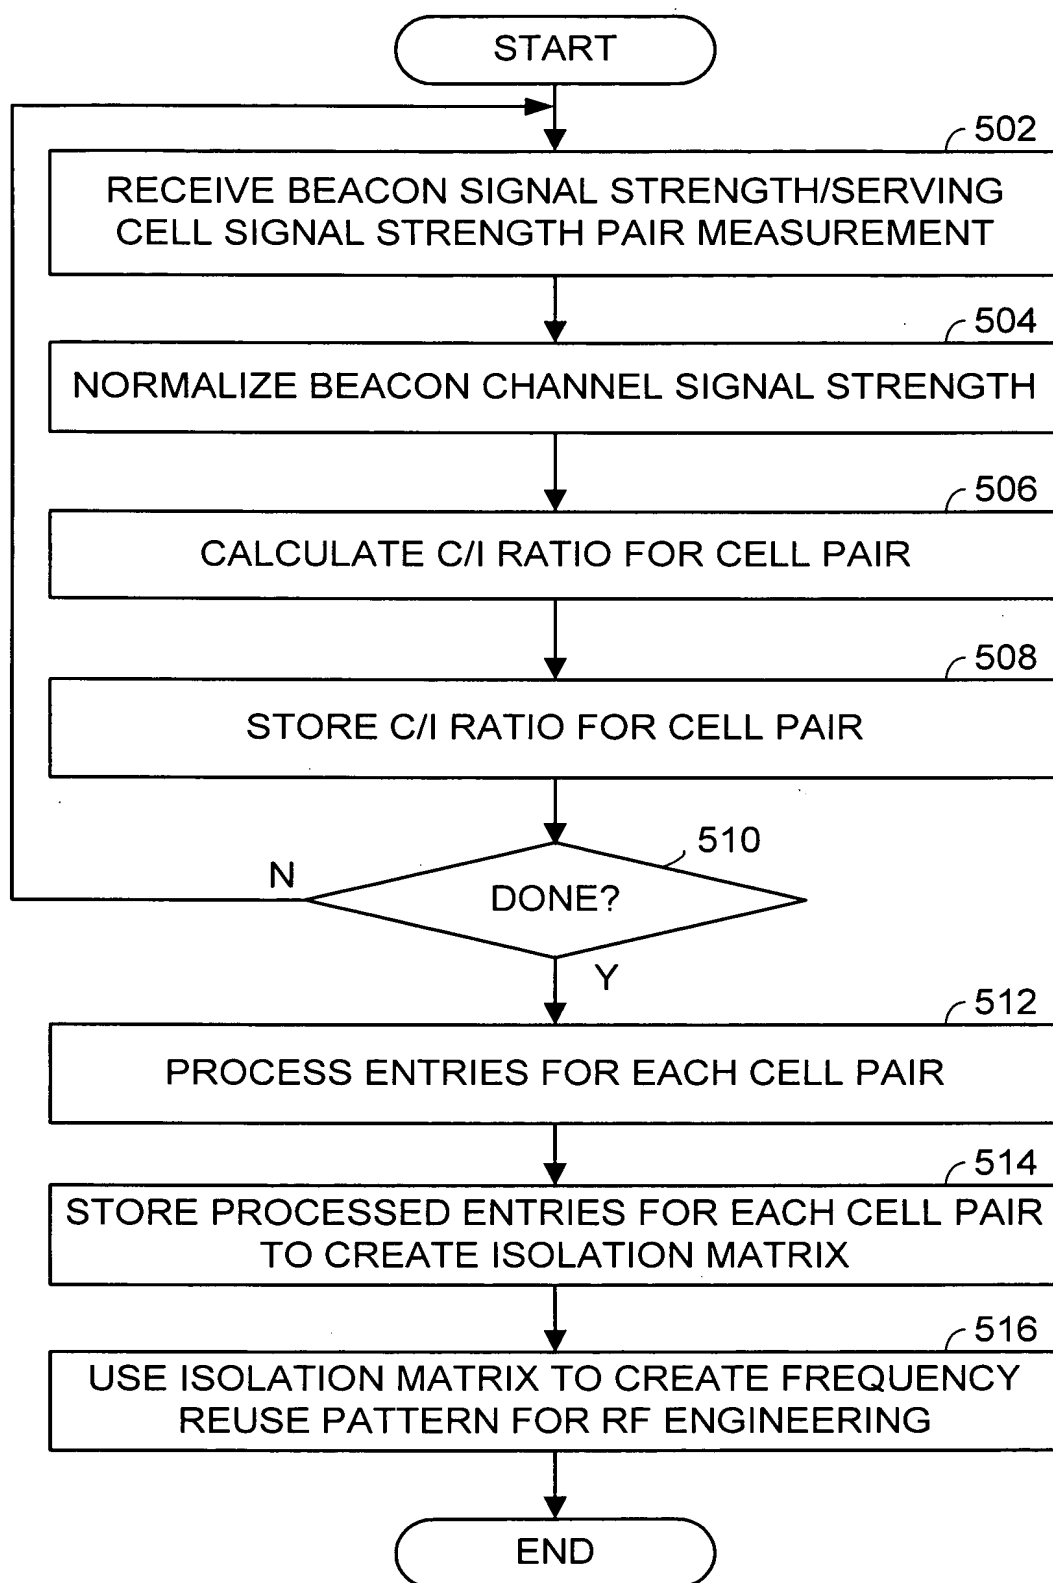 START
502
RECEIVE BEACON SIGNAL STRENGTH/SERVING
CELL SIGNAL STRENGTH PAIR MEASUREMENT
504
NORMALIZE BEACON CHANNEL SIGNAL STRENGTH
506
CALCULATE C/I RATIO FOR CELL PAIR
508
STORE C/I RATIO FOR CELL PAIR
510
N
DONE?
Y
512
PROCESS ENTRIES FOR EACH CELL PAIR
514
STORE PROCESSED ENTRIES FOR EACH CELL PAIR
TO CREATE ISOLATION MATRIX
516
USE ISOLATION MATRIX TO CREATE FREQUENCY
REUSE PATTERN FOR RF ENGINEERING
END